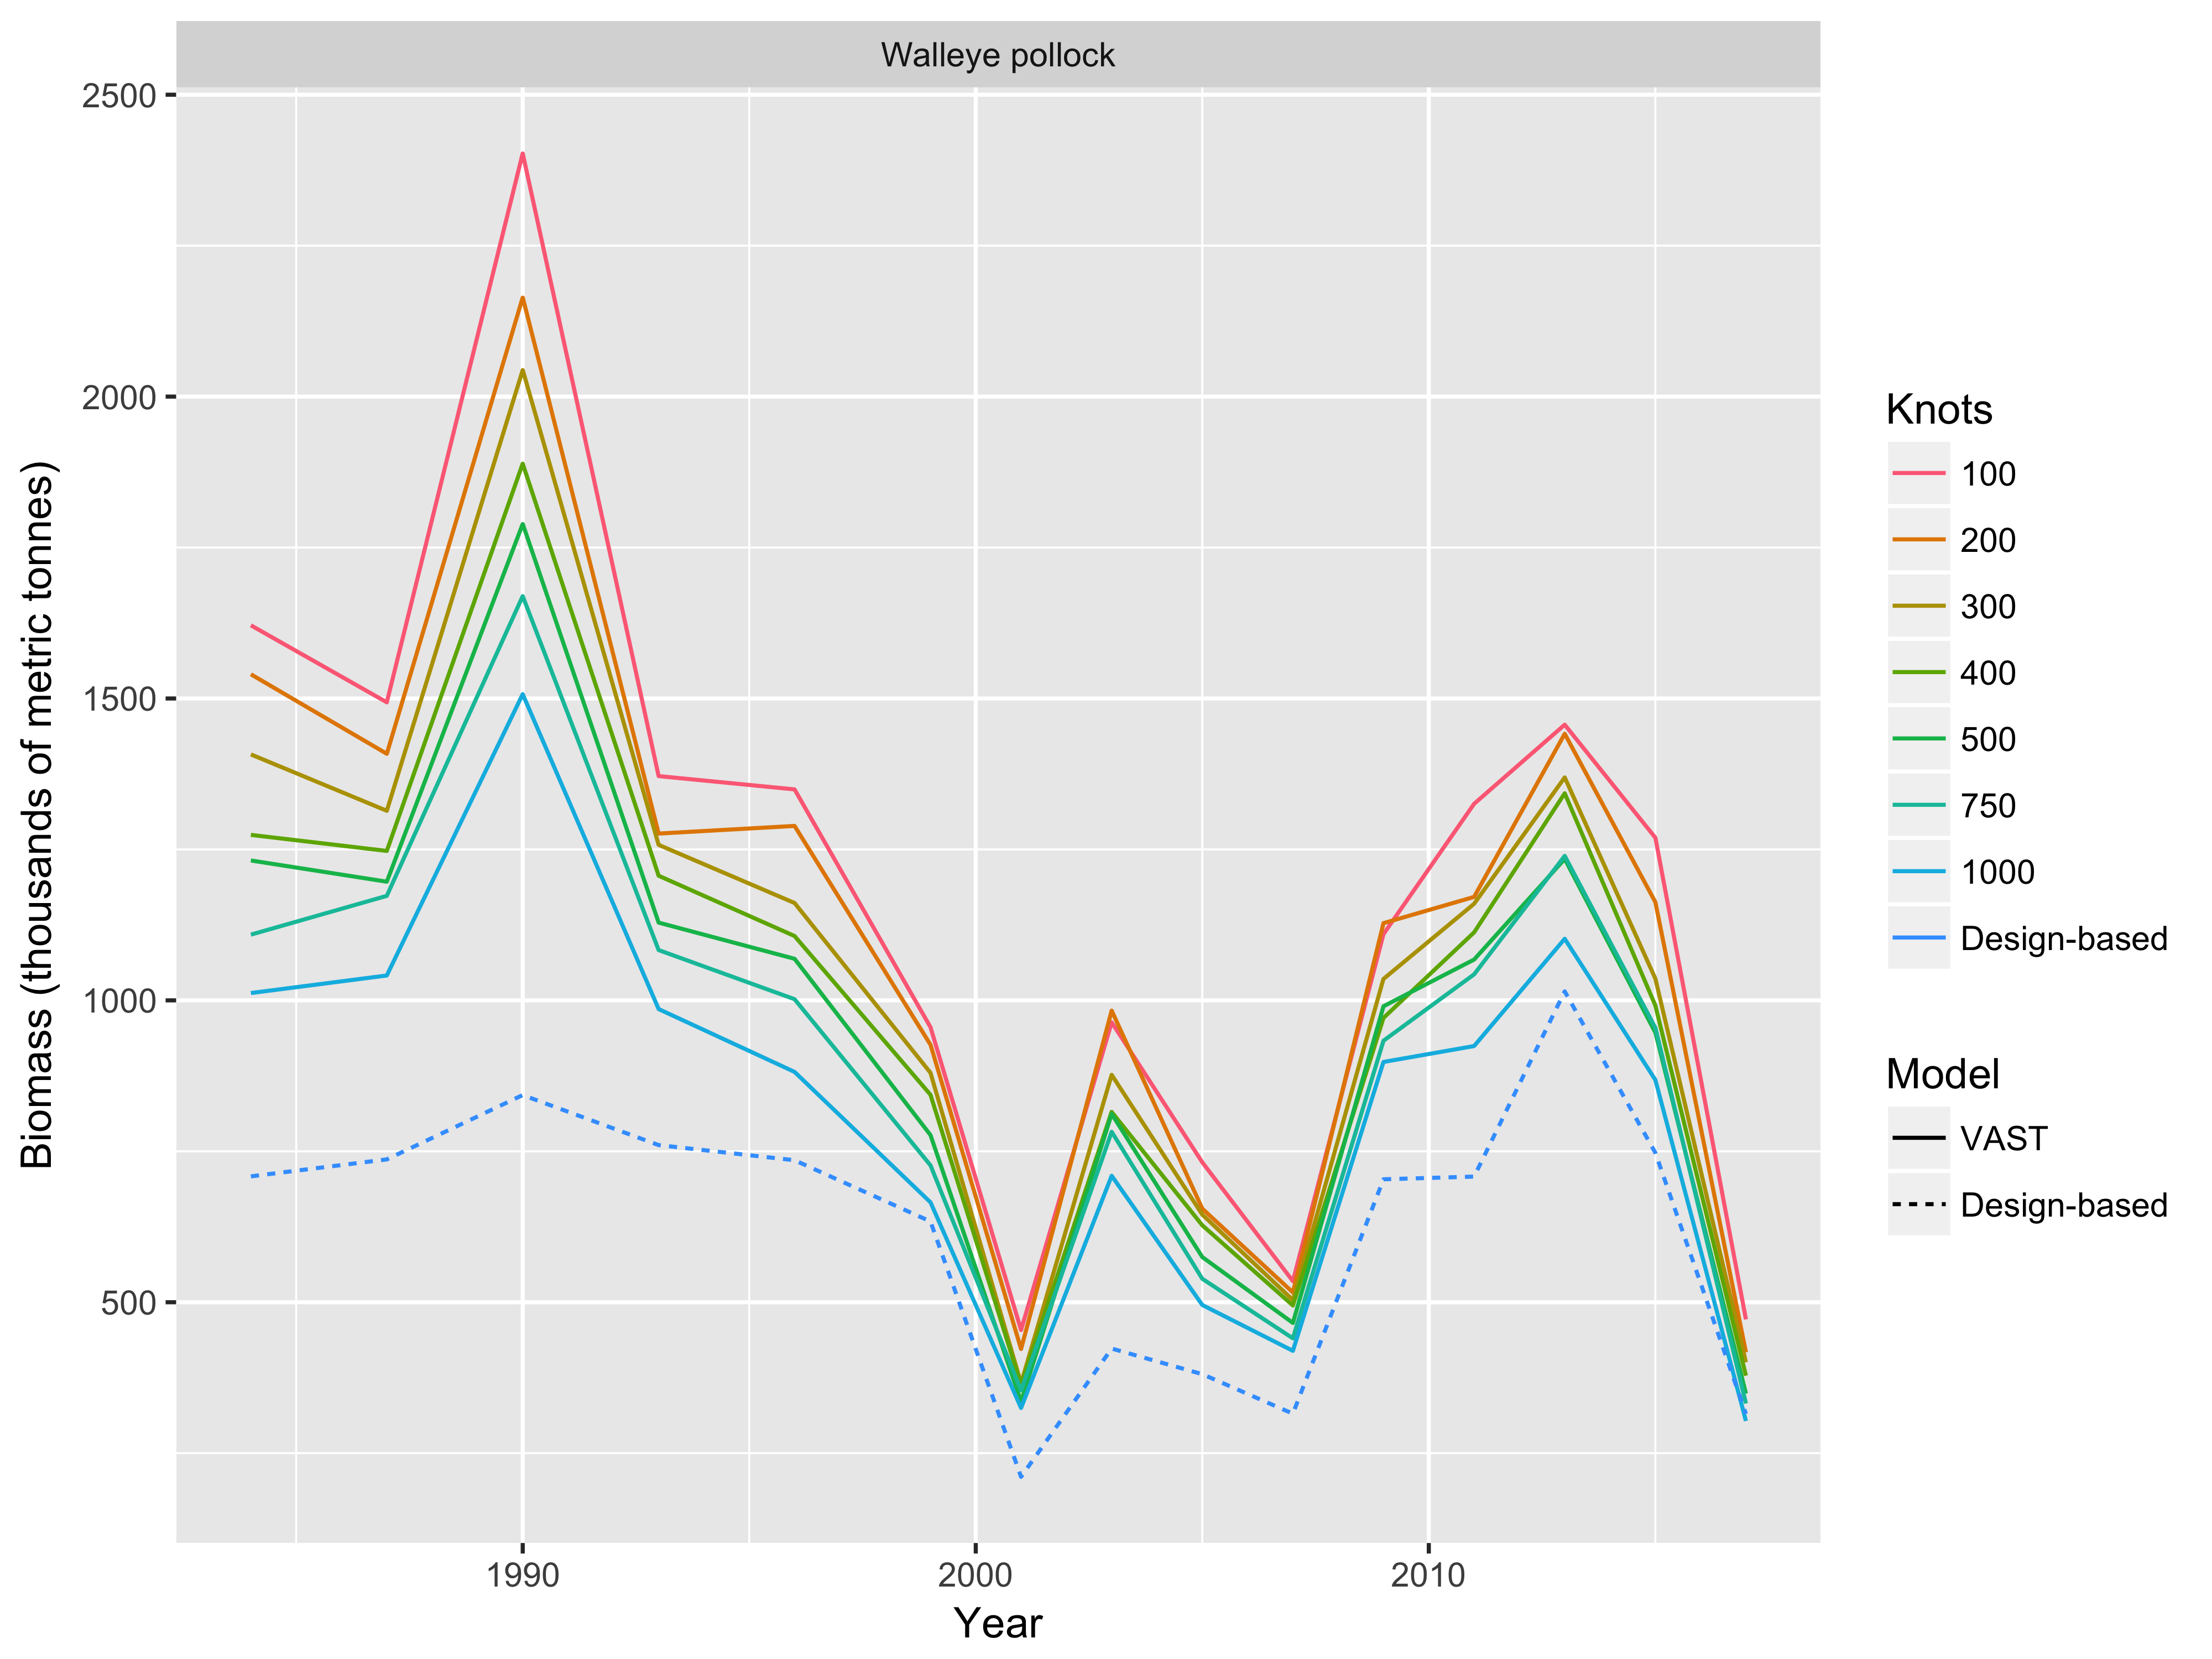 Walleye pollock
2500
2000
1500
1000
500
Biomass (thousands of metric tonnes)
1990
2000
2010
Year
Knots
100
200
300
400
500
750
1000
Design-based
Model
VAST
Design-based